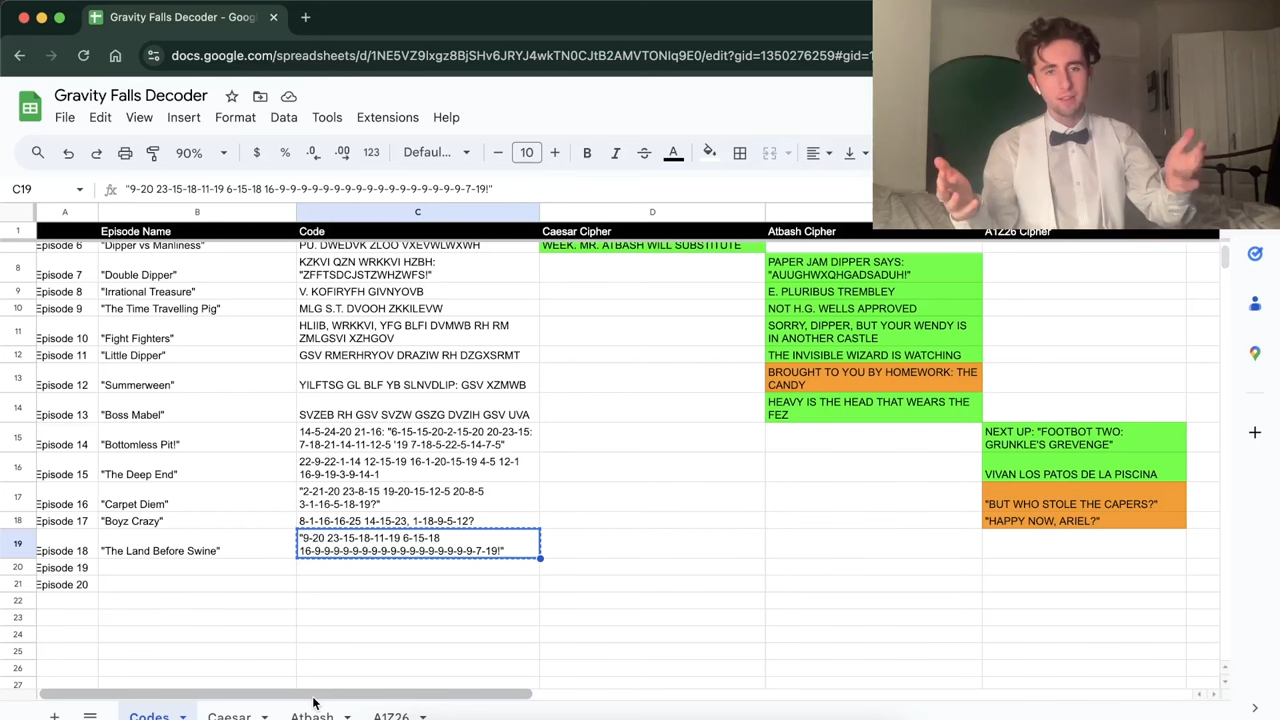 Gravity Falls Decoder - Goog
docs.google.com/spreadsheets/d/1NE5VZ9lxgz8BjSHv6JRYJ4wkTN0CJtB2AMVTONIq9E0/edit?gid=1350276259#gid=1
Gravity Falls Decoder
File Edit View Insert Format Data Tools Extensions Help
90% $ % .0 .00 123 Defaul... - 10 + B I A
C19 fx "9-20 23-15-18-11-19 6-15-18 16-9-9-9-9-9-9-9-9-9-9-9-9-9-9-9-9-9-7-19!"
A B C D
1 Episode Name Code Caesar Cipher Atbash Cipher A1Z26 Cipher
Episode 6 "Dipper vs Manliness" PU. DWEDVK ZLOO VXEVWLWXWH WEEK. MR. ATBASH WILL SUBSTITUTE
KZKVI QZN WRKKVI HZBH: PAPER JAM DIPPER SAYS:
8 Episode 7 "Double Dipper" "ZFFTSDCJSTZWHZWFS!" "AUUGHWXQHGADSADUH!"
9 Episode 8 "Irrational Treasure" V. KOFIRYFH GIVNYOVB E. PLURIBUS TREMBLEY
10 Episode 9 "The Time Travelling Pig" MLG S.T. DVOOH ZKKILEVW NOT H.G. WELLS APPROVED
HLIIB, WRKKVI, YFG BLFI DVMWB RH RM SORRY, DIPPER, BUT YOUR WENDY IS
11 Episode 10 "Fight Fighters" ZMLGSVI XZHGOV IN ANOTHER CASTLE
12 Episode 11 "Little Dipper" GSV RMERHRYOV DRAZIW RH DZGXSRMT THE INVISIBLE WIZARD IS WATCHING
BROUGHT TO YOU BY HOMEWORK: THE
13 Episode 12 "Summerween" YILFTSG GL BLF YB SLNVDLIP: GSV XZMWB CANDY
HEAVY IS THE HEAD THAT WEARS THE
14 Episode 13 "Boss Mabel" SVZEB RH GSV SVZW GSZG DVZIH GSV UVA FEZ
14-5-24-20 21-16: "6-15-15-20-2-15-20 20-23-15: NEXT UP: "FOOTBOT TWO:
15 Episode 14 "Bottomless Pit!" 7-18-21-14-11-12-5 '19 7-18-5-22-5-14-7-5" GRUNKLE'S GREVENGE"
22-9-22-1-14 12-15-19 16-1-20-15-19 4-5 12-1
16 Episode 15 "The Deep End" 16-9-19-3-9-14-1 VIVAN LOS PATOS DE LA PISCINA
"2-21-20 23-8-15 19-20-15-12-5 20-8-5
17 Episode 16 "Carpet Diem" 3-1-16-5-18-19?" "BUT WHO STOLE THE CAPERS?"
18 Episode 17 "Boyz Crazy" 8-1-16-16-25 14-15-23, 1-18-9-5-12? "HAPPY NOW, ARIEL?"
"9-20 23-15-18-11-19 6-15-18
19 Episode 18 "The Land Before Swine" 16-9-9-9-9-9-9-9-9-9-9-9-9-9-9-9-9-9-7-19!"
20 Episode 19
21 Episode 20
22
23
24
25
26
27
Codes Caesar Atbash A1Z26